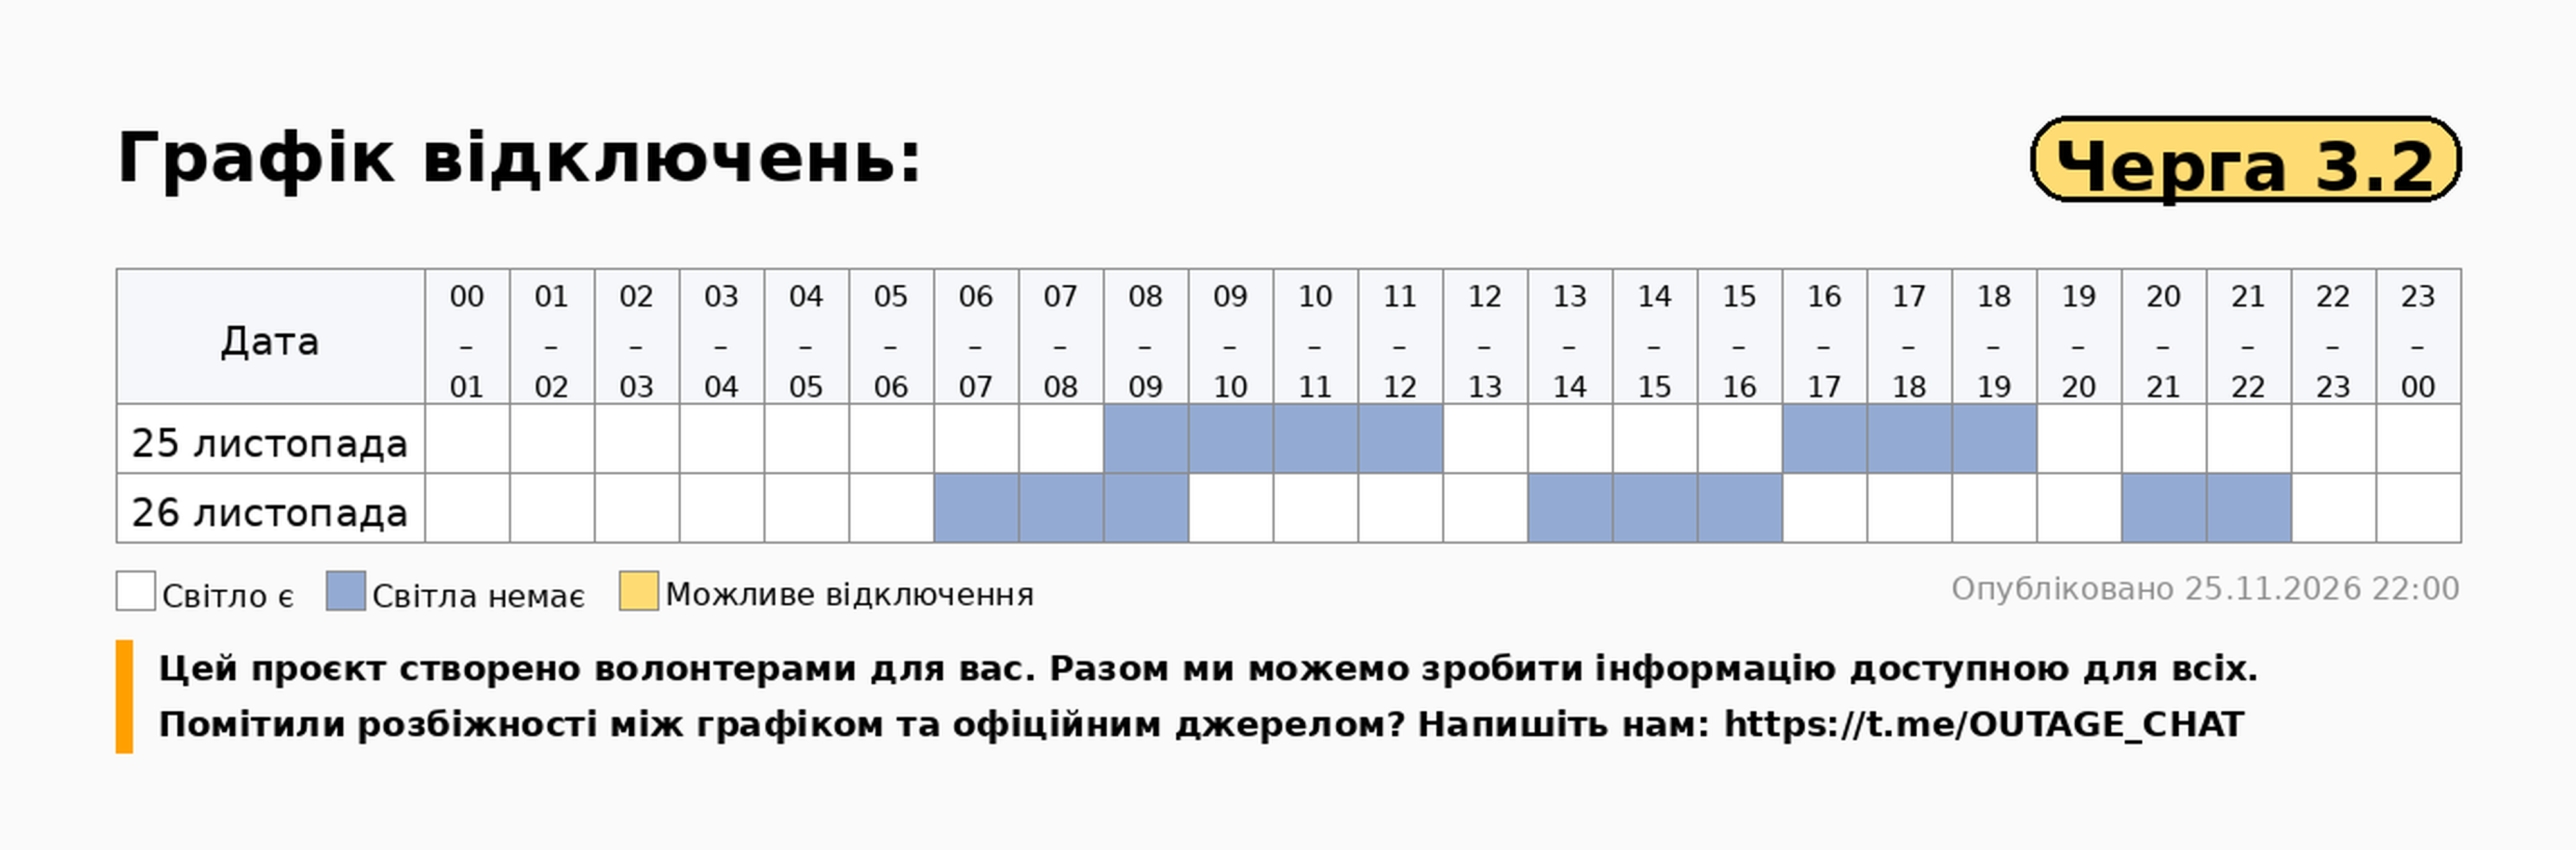 Графік відключень:
Черга 3.2
Дата 00–01 01–02 02–03 03–04 04–05 05–06 06–07 07–08 08–09 09–10 10–11 11–12 12–13 13–14 14–15 15–16 16–17 17–18 18–19 19–20 20–21 21–22 22–23 23–00
25 листопада
26 листопада
Світло є Світла немає Можливе відключення
Опубліковано 25.11.2026 22:00
Цей проєкт створено волонтерами для вас. Разом ми можемо зробити інформацію доступною для всіх.
Помітили розбіжності між графіком та офіційним джерелом? Напишіть нам: https://t.me/OUTAGE_CHAT